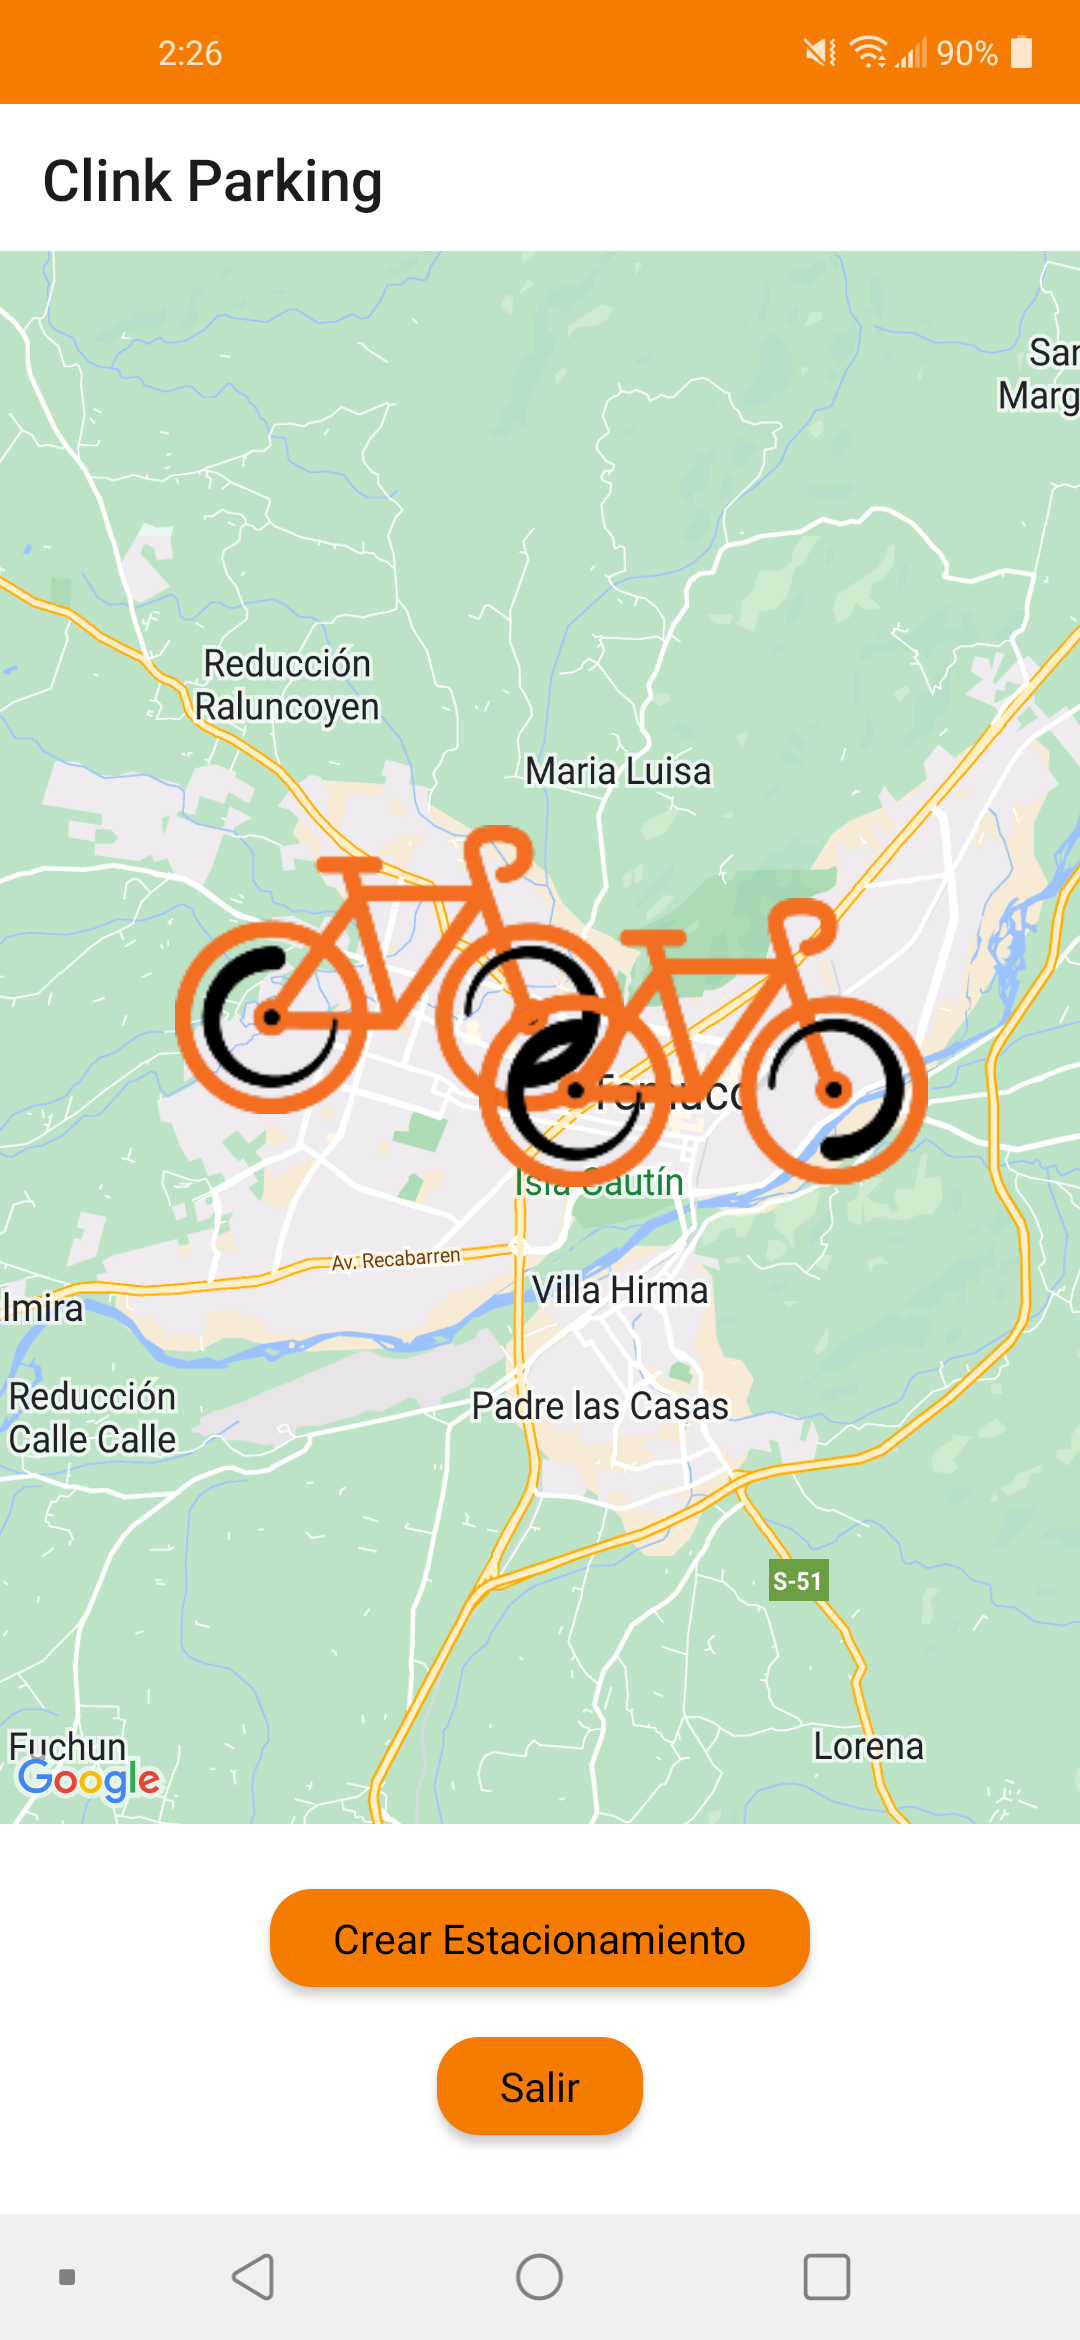 2:26
90%
Clink Parking
San
Marg
Reducción
Raluncoyen
Maria Luisa
Temuco
Isla Cautín
Av. Recabarren
Villa Hirma
lmira
Reducción
Calle Calle
Padre las Casas
S-51
Fuchun
Lorena
Google
Crear Estacionamiento
Salir